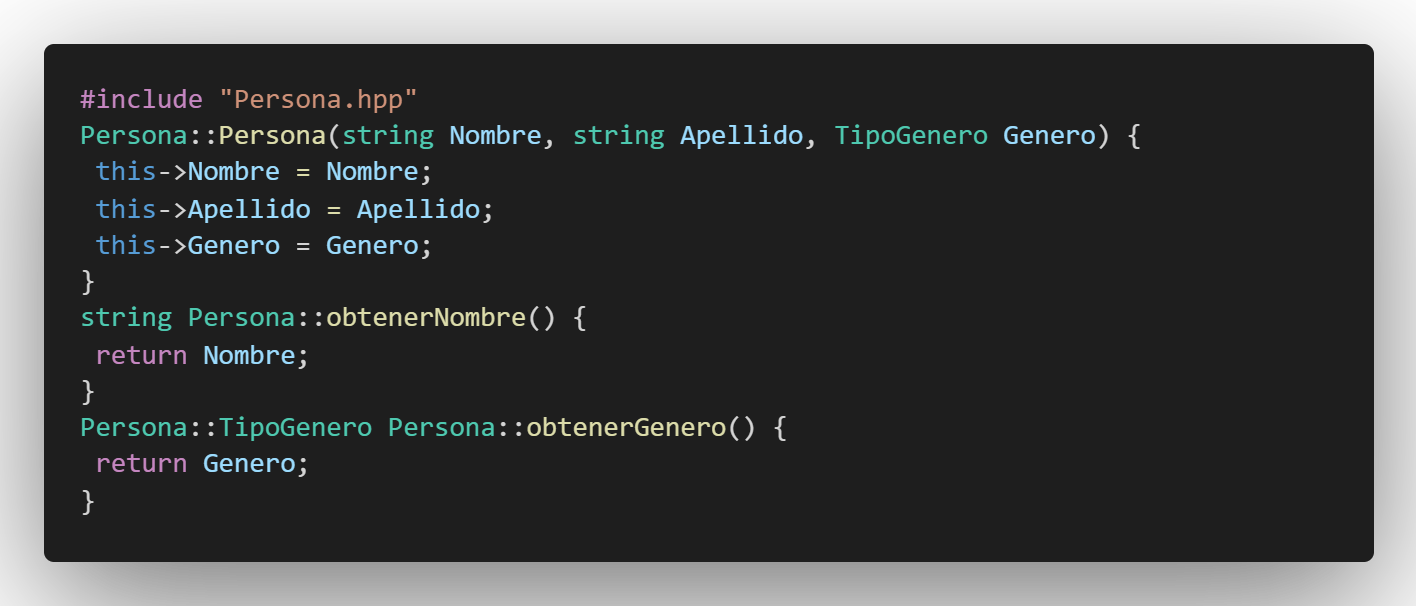 #include "Persona.hpp"
Persona::Persona(string Nombre, string Apellido, TipoGenero Genero) {
 this->Nombre = Nombre;
 this->Apellido = Apellido;
 this->Genero = Genero;
}
string Persona::obtenerNombre() {
 return Nombre;
}
Persona::TipoGenero Persona::obtenerGenero() {
 return Genero;
}